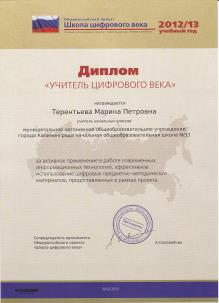 Общероссийский проект
Школа цифрового века
2012/13
учебный год
Диплом
«УЧИТЕЛЬ ЦИФРОВОГО ВЕКА»
награждается
Терентьева Марина Петровна
учитель начальных классов
муниципальное автономное общеобразовательное учреждение
города Калининграда начальная общеобразовательная школа №53
за активное применение в работе современных
информационных технологий, эффективное
использование цифровых предметно-методических
материалов, предоставленных в рамках проекта.
Сопредседатель оргкомитета
Общероссийского проекта
«Школа цифрового века»
А.Соловейчик
МОСКВА